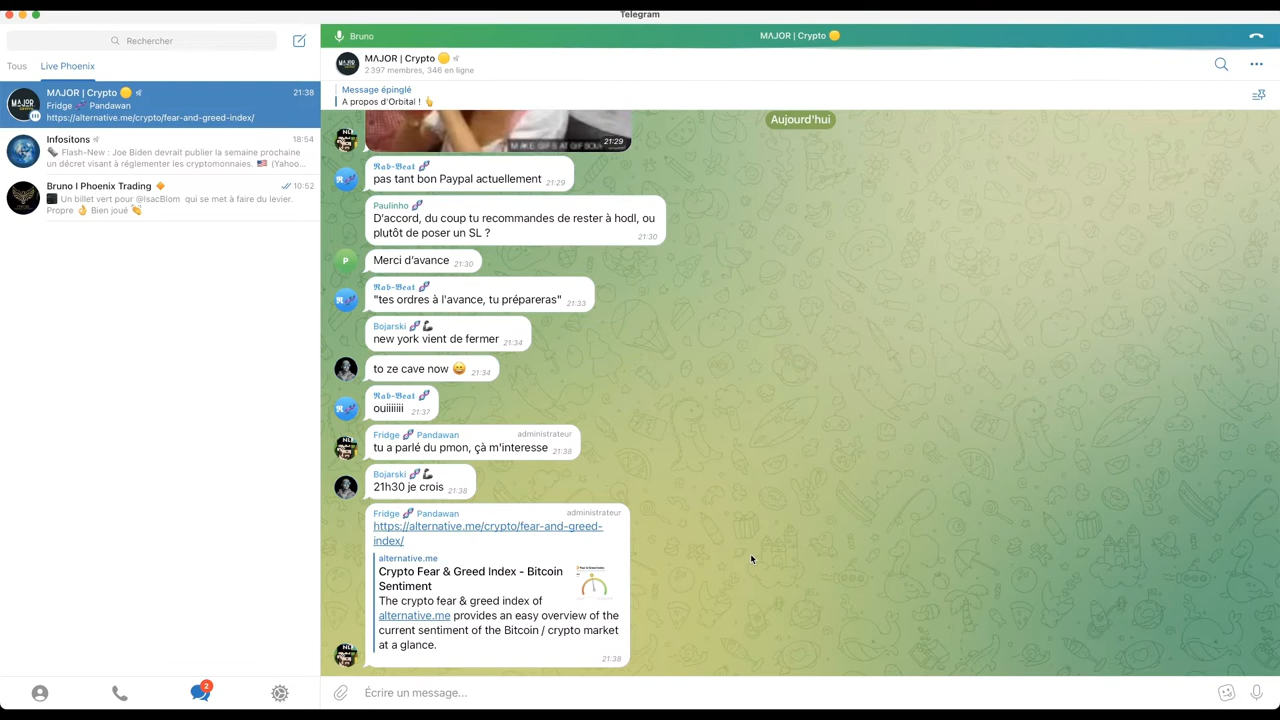 Telegram
Rechercher
Tous
Live Phoenix
MΛJOR | Crypto 🟡
21:38
Fridge 🧬 Pandawan
https://alternative.me/crypto/fear-and-greed-index/
Infositons
18:54
🗞 Flash-New : Joe Biden devrait publier la semaine prochaine
un décret visant à réglementer les cryptomonnaies. 🇺🇸 (Yahoo...
Bruno I Phoenix Trading 🔸
10:52
Un billet vert pour @IsacBlom qui se met à faire du levier.
Propre 👌 Bien joué 👏
2
Bruno
MΛJOR | Crypto 🟡
MΛJOR | Crypto 🟡
2 397 membres, 346 en ligne
Message épinglé
A propos d'Orbital ! 👆
Aujourd'hui
MAKE GIFS AT GIFSOUP
21:29
Rab-Beat 🧬
pas tant bon Paypal actuellement 21:29
Paulinho 🧬
D'accord, du coup tu recommandes de rester à hodl, ou
plutôt de poser un SL ?
21:30
P
Merci d'avance 21:30
Rab-Beat 🧬
"tes ordres à l'avance, tu prépareras" 21:33
Bojarski 🧬🦾
new york vient de fermer 21:34
to ze cave now 😄 21:34
Rab-Beat 🧬
ouiiiiiii 21:37
Fridge 🧬 Pandawan administrateur
tu a parlé du pmon, çà m'interesse 21:38
Bojarski 🧬🦾
21h30 je crois 21:38
Fridge 🧬 Pandawan administrateur
https://alternative.me/crypto/fear-and-greed-
index/
alternative.me
Crypto Fear & Greed Index - Bitcoin
Sentiment
The crypto fear & greed index of
alternative.me provides an easy overview of the
current sentiment of the Bitcoin / crypto market
at a glance.
21:38
Écrire un message...